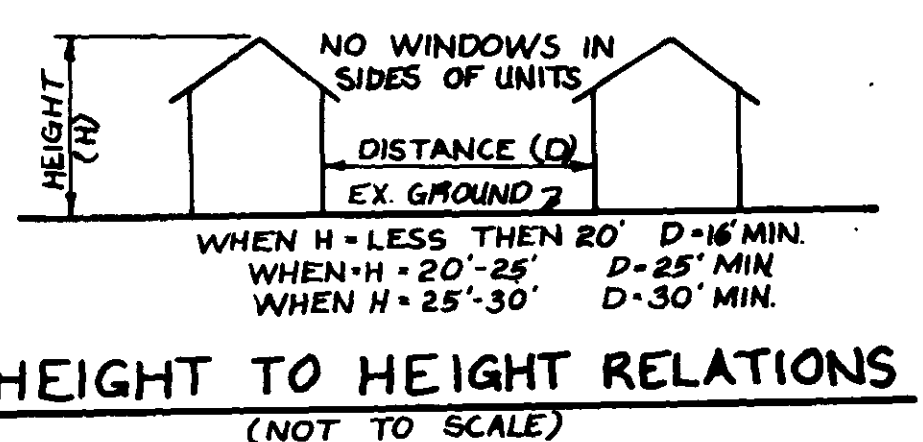 NO WINDOWS IN
SIDES OF UNITS
HEIGHT
(H)
DISTANCE (D)
EX. GROUND
WHEN H = LESS THEN 20' D=16' MIN.
WHEN=H = 20'-25' D=25' MIN
WHEN H = 25'-30' D=30' MIN.
HEIGHT TO HEIGHT RELATIONS
(NOT TO SCALE)